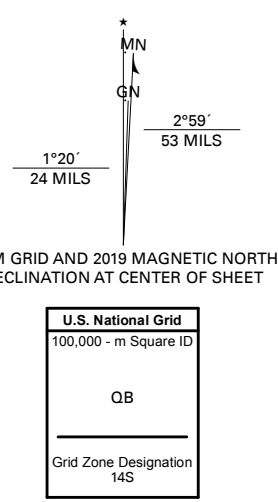 ★
MN
GN
2°59´
53 MILS
1°20´
24 MILS
M GRID AND 2019 MAGNETIC NORTH
ECLINATION AT CENTER OF SHEET
U.S. National Grid
100,000 - m Square ID
QB
Grid Zone Designation
14S